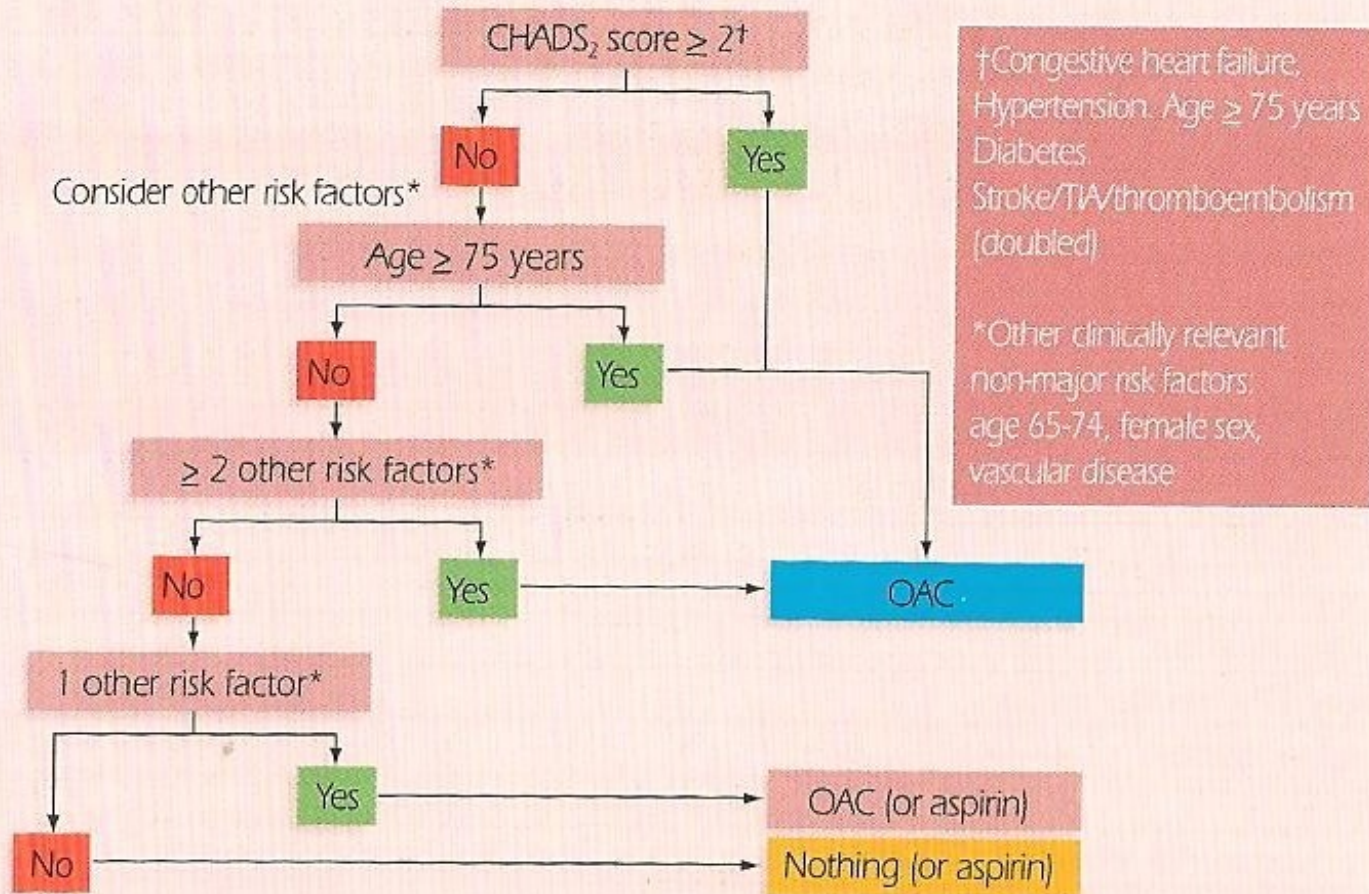 CHADS₂ score ≥ 2†
No
Yes
Consider other risk factors*
Age ≥ 75 years
No
Yes
≥ 2 other risk factors*
No
Yes
OAC
1 other risk factor*
Yes
OAC (or aspirin)
No
Nothing (or aspirin)
†Congestive heart failure,
Hypertension. Age ≥ 75 years
Diabetes.
Stroke/TIA/thromboembolism
(doubled)
*Other clinically relevant
non-major risk factors:
age 65-74, female sex,
vascular disease